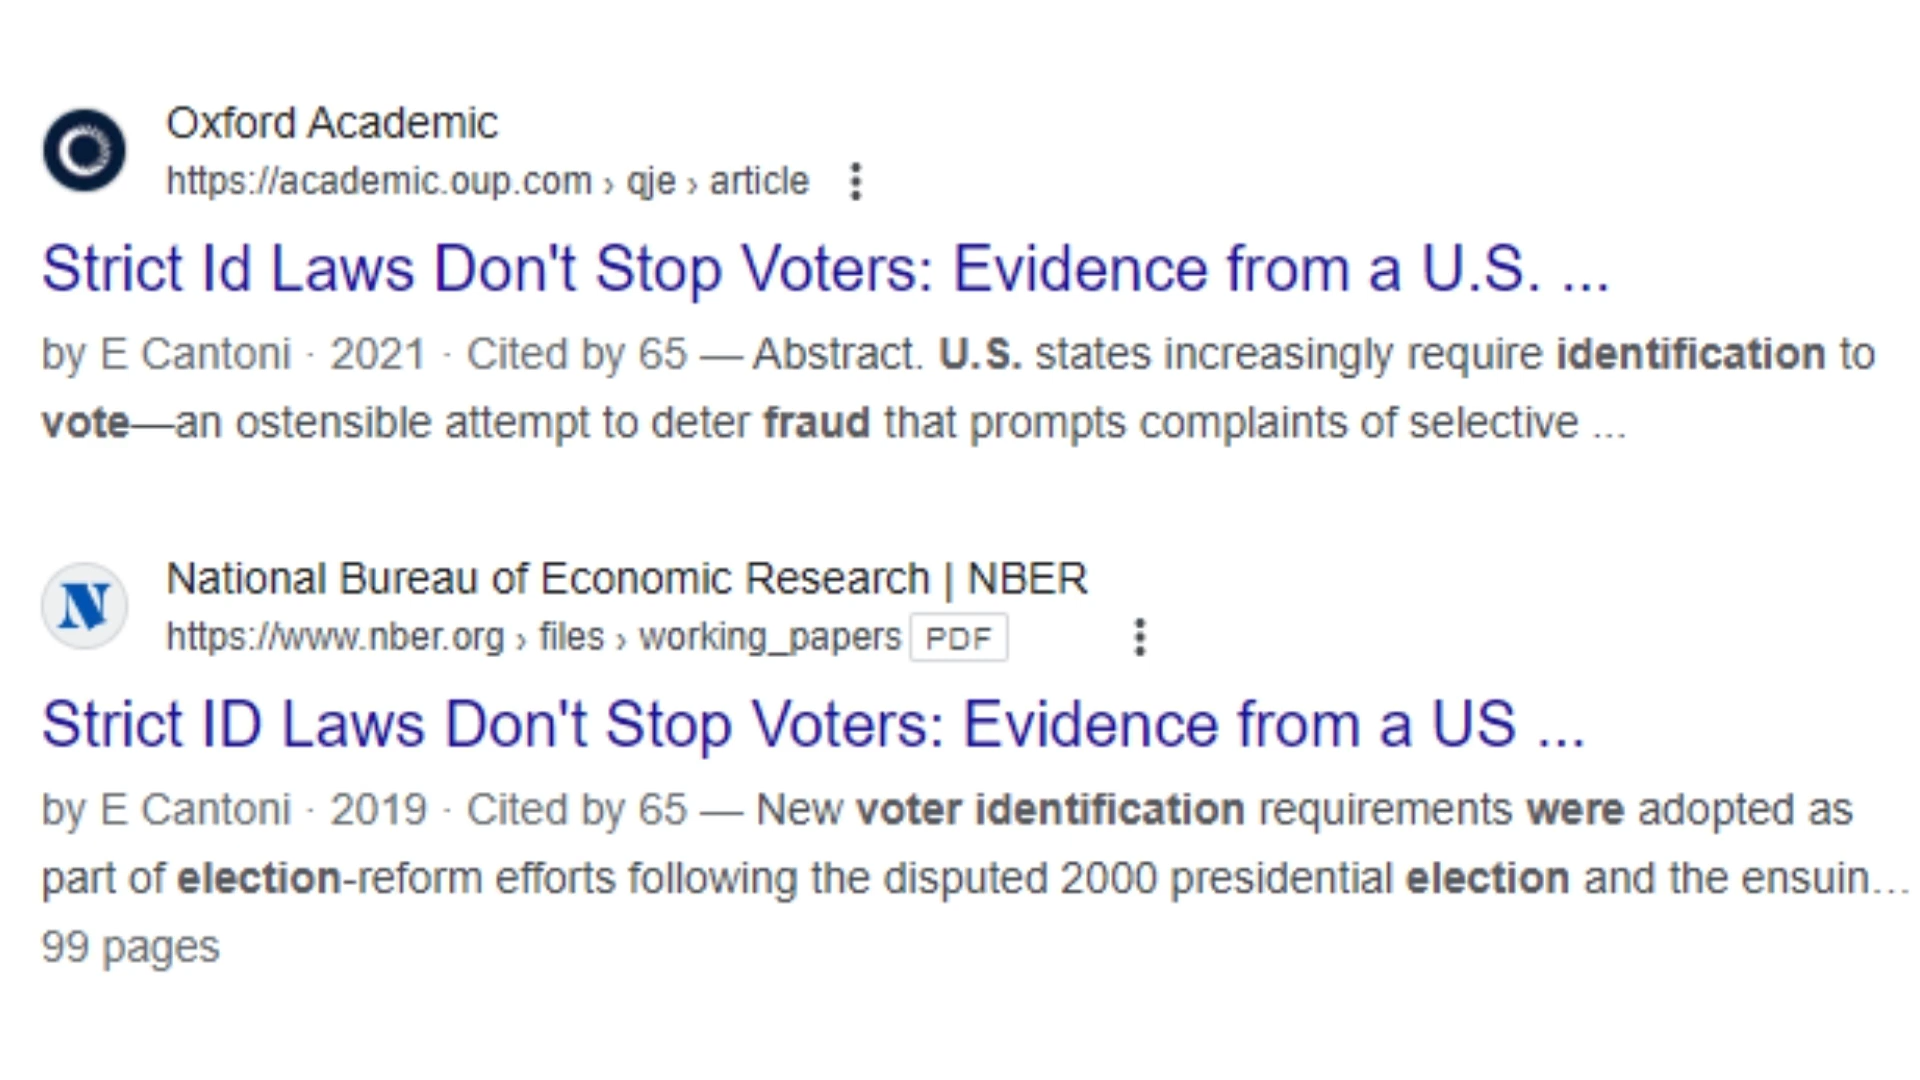 Oxford Academic
https://academic.oup.com › qje › article
Strict Id Laws Don't Stop Voters: Evidence from a U.S. ...
by E Cantoni · 2021 · Cited by 65 — Abstract. U.S. states increasingly require identification to
vote—an ostensible attempt to deter fraud that prompts complaints of selective ...
National Bureau of Economic Research | NBER
https://www.nber.org › files › working_papers PDF
Strict ID Laws Don't Stop Voters: Evidence from a US ...
by E Cantoni · 2019 · Cited by 65 — New voter identification requirements were adopted as
part of election-reform efforts following the disputed 2000 presidential election and the ensuin...
99 pages